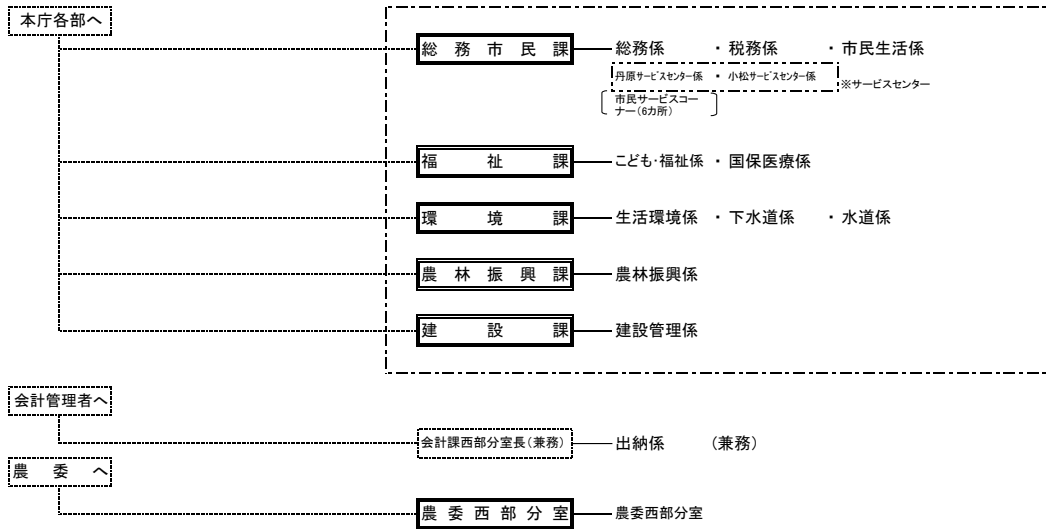 本庁各部へ
総務市民課 総務係 ・ 税務係 ・ 市民生活係
丹原サービスセンター係 ・ 小松サービスセンター係 ※サービスセンター
市民サービスコー
ナー(6カ所)
福祉課 こども・福祉係 ・ 国保医療係
環境課 生活環境係 ・ 下水道係 ・ 水道係
農林振興課 農林振興係
建設課 建設管理係
会計管理者へ
会計課西部分室長(兼務) 出納係 (兼務)
農委へ
農委西部分室 農委西部分室